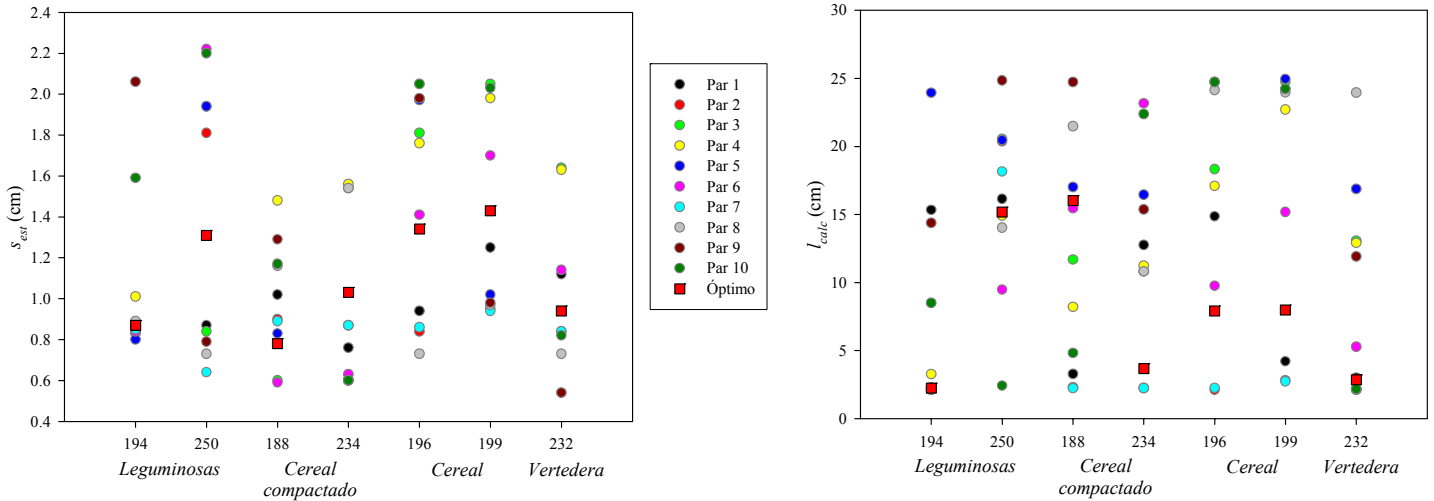 2.4
2.2
2.0
1.8
1.6
1.4
1.2
1.0
0.8
0.6
0.4
s_est (cm)
194 250 188 234 196 199 232
Leguminosas Cereal Cereal Vertedera
compactado
Par 1
Par 2
Par 3
Par 4
Par 5
Par 6
Par 7
Par 8
Par 9
Par 10
Óptimo
30
25
20
15
10
5
0
l_calc (cm)
194 250 188 234 196 199 232
Leguminosas Cereal Cereal Vertedera
compactado